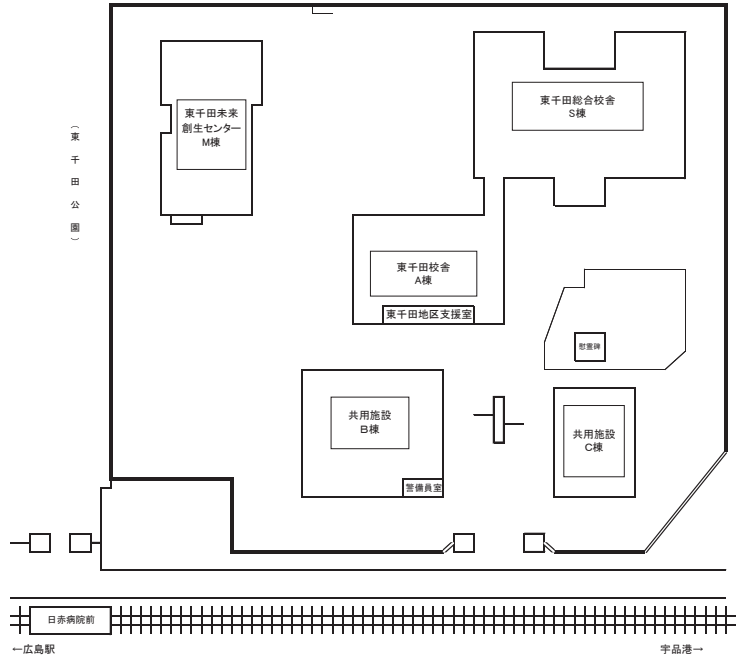 東千田未来
創生センター
M棟
東千田総合校舎
S棟
（東千田公園）
東千田校舎
A棟
東千田地区支援室
慰霊碑
共用施設
B棟
共用施設
C棟
警備員室
日赤病院前
←広島駅
宇品港→